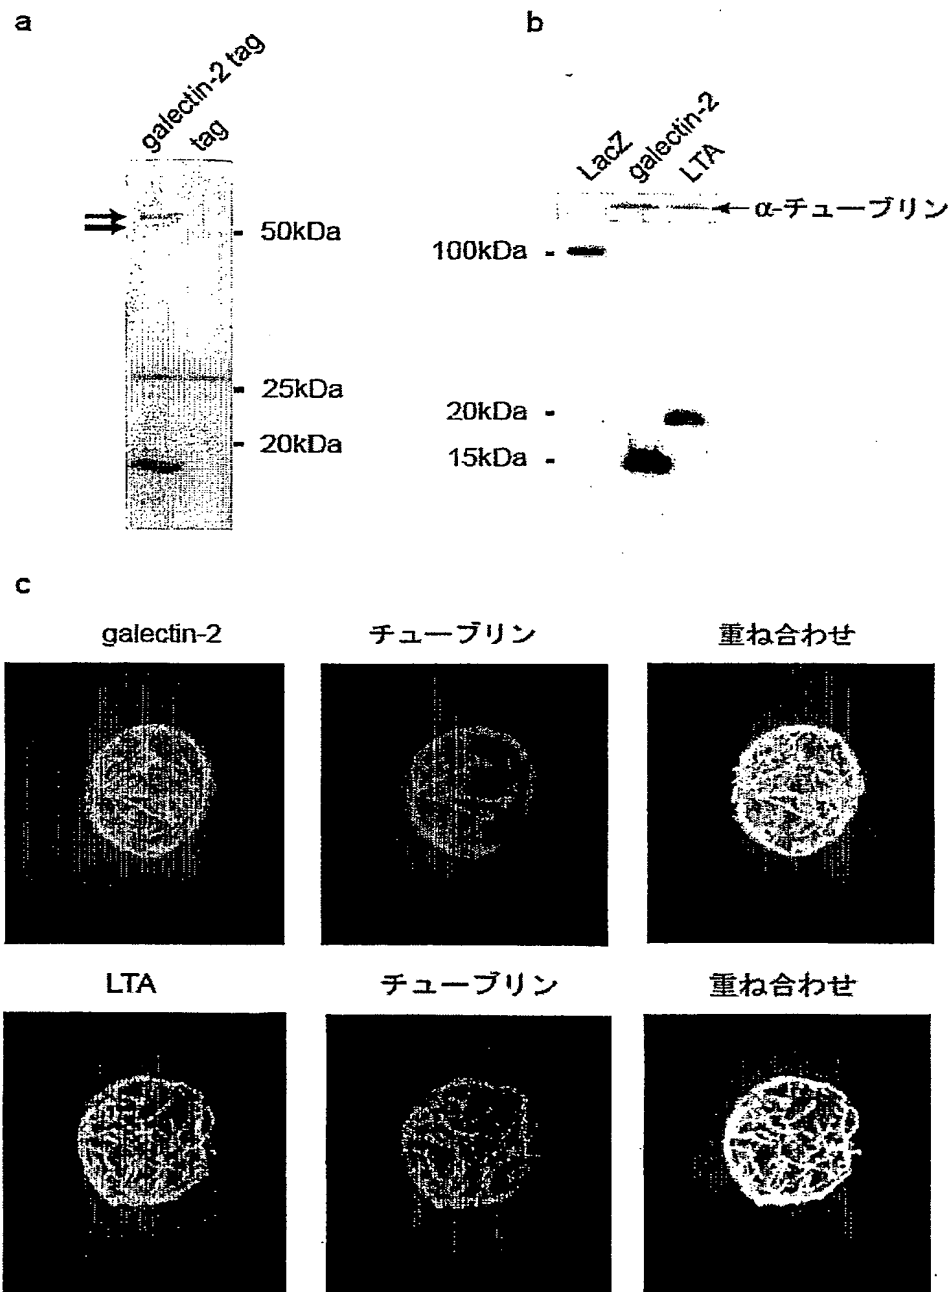 a
galectin-2 tag
tag
50kDa
25kDa
20kDa
b
LacZ
galectin-2
LTA
α-チューブリン
100kDa
20kDa
15kDa
c
galectin-2 チューブリン 重ね合わせ
LTA チューブリン 重ね合わせ